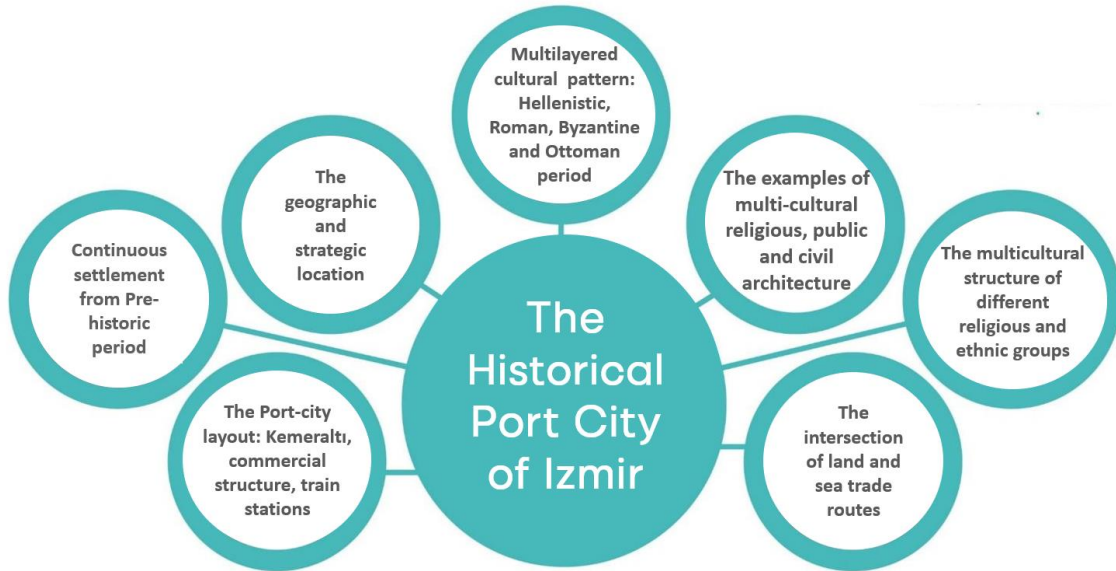 Multilayered
cultural pattern:
Hellenistic,
Roman, Byzantine
and Ottoman
period
The
geographic
and
strategic
location
The examples of
multi-cultural
religious, public
and civil
architecture
Continuous
settlement
from Pre-
historic
period
The multicultural
structure of
different
religious and
ethnic groups
The
Historical
Port City
of Izmir
The Port-city
layout: Kemeraltı,
commercial
structure, train
stations
The
intersection
of land and
sea trade
routes